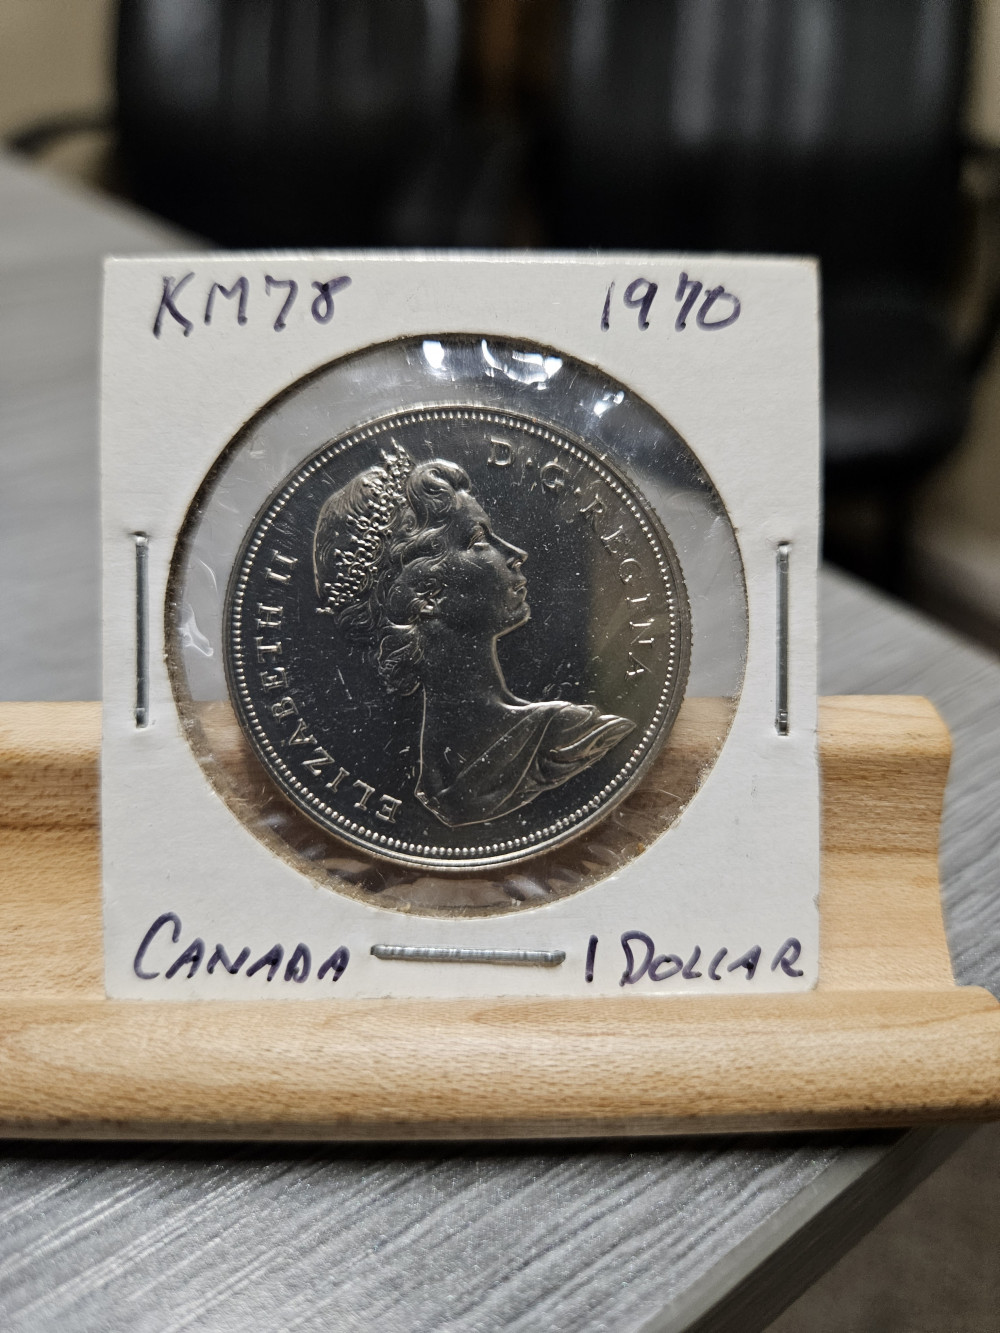 KM78 1970
ELIZABETH II D·G·REGINA
CANADA 1 DOLLAR